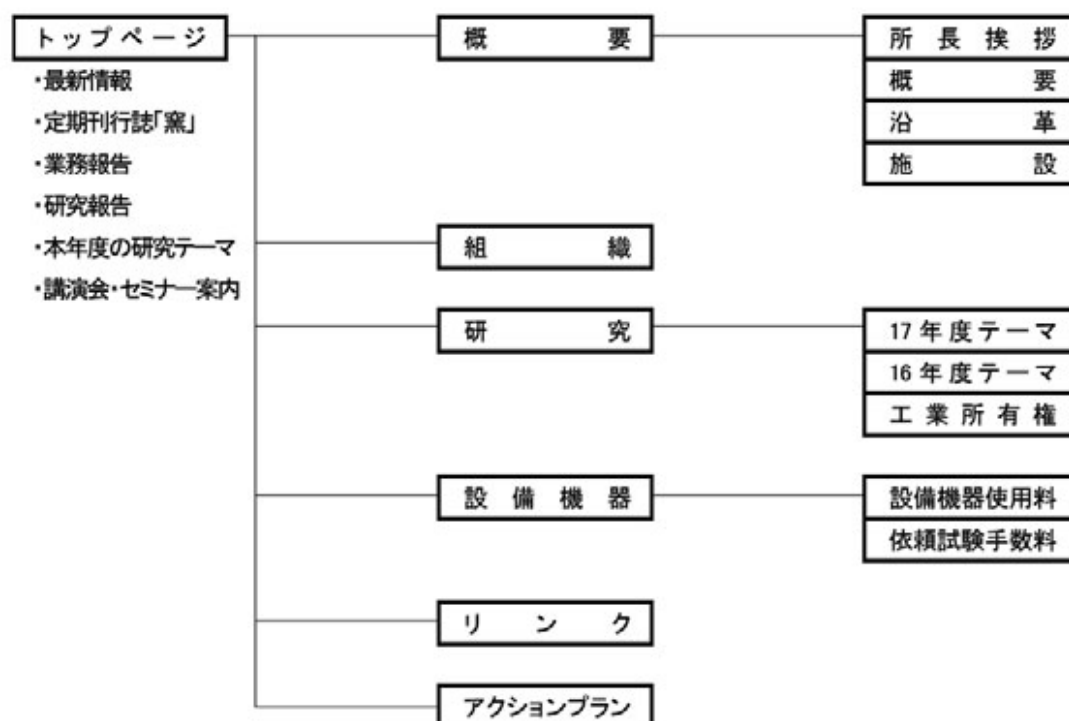 トップページ
・最新情報
・定期刊行誌「窯」
・業務報告
・研究報告
・本年度の研究テーマ
・講演会・セミナー案内
概要
所長挨拶
概要
沿革
施設
組織
研究
17年度テーマ
16年度テーマ
工業所有権
設備機器
設備機器使用料
依頼試験手数料
リンク
アクションプラン